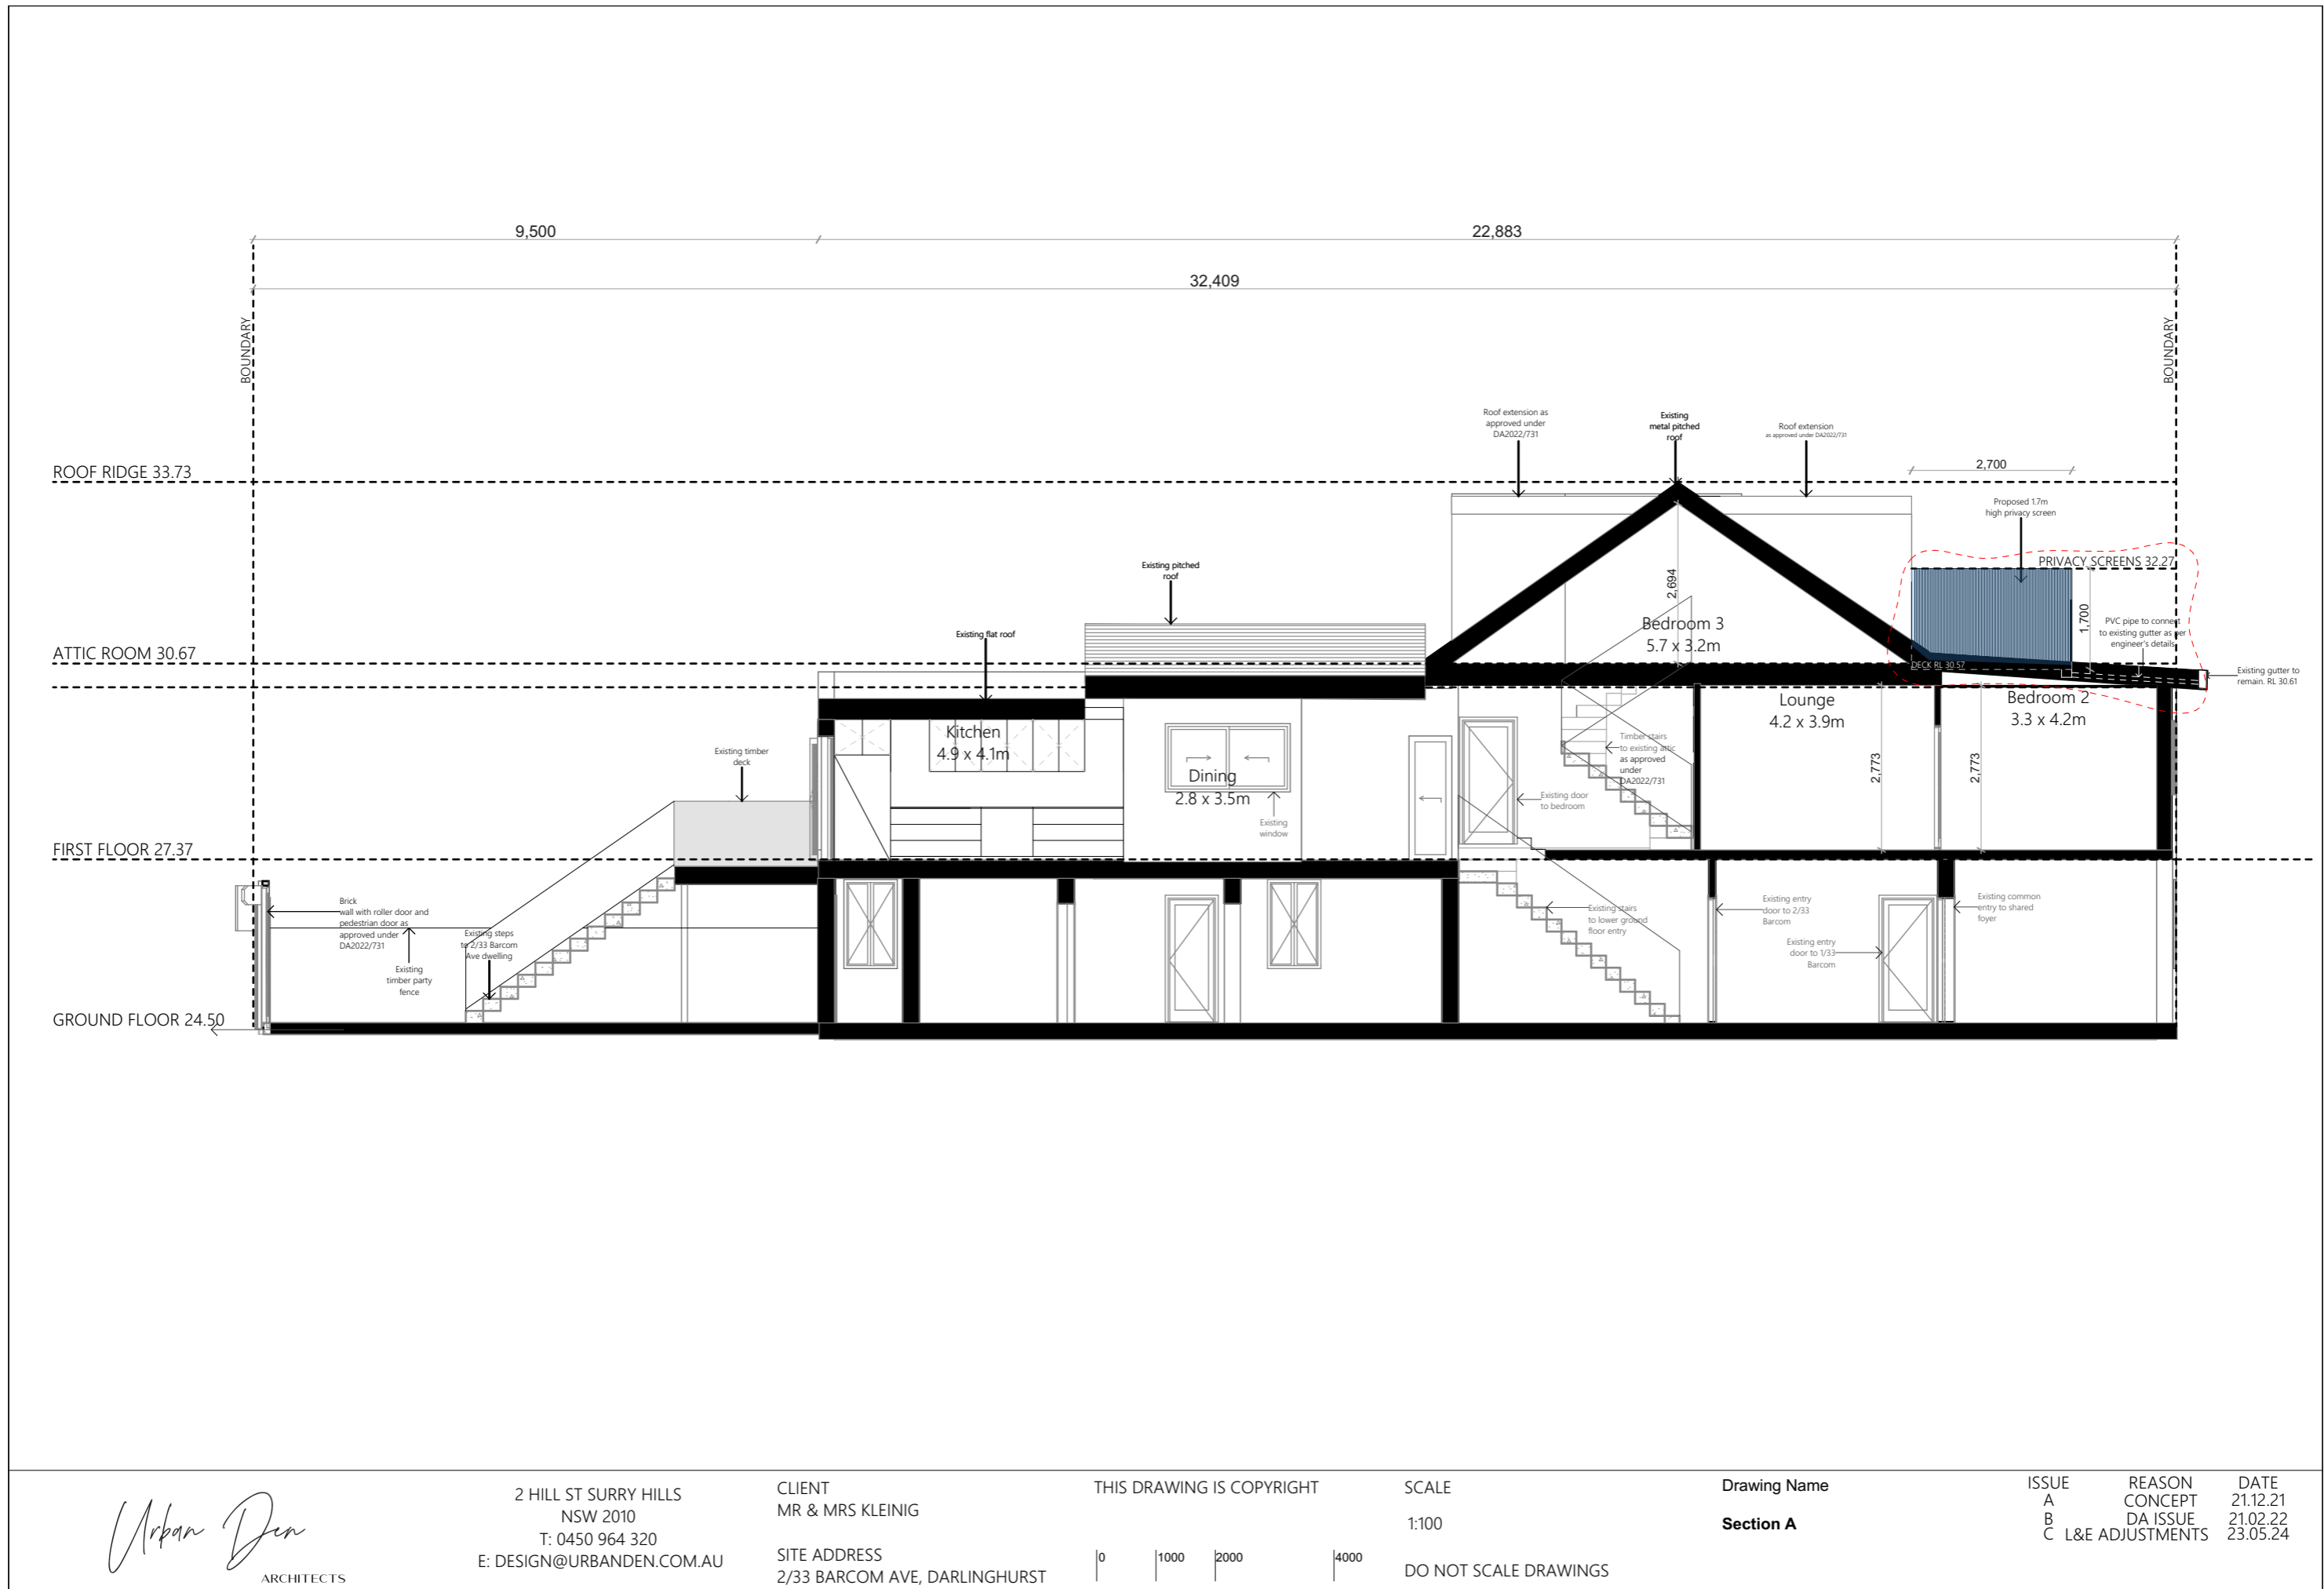 9,500
22,883
32,409
BOUNDARY
BOUNDARY
Roof extension as
approved under
DA2022/731
Existing
metal pitched
roof
Roof extension
as approved under DA2022/731
ROOF RIDGE 33.73
2,700
Proposed 1.7m
high privacy screen
Existing pitched
roof
PRIVACY SCREENS 32.27
2,694
1,700
Bedroom 3
5.7 x 3.2m
PVC pipe to connect
to existing gutter as per
engineer's details
Existing flat roof
ATTIC ROOM 30.67
DECK RL 30.57
Existing gutter to
remain. RL 30.61
Lounge
4.2 x 3.9m
Bedroom 2
3.3 x 4.2m
Kitchen
4.9 x 4.1m
Existing timber
deck
Timber stairs
to existing attic
as approved
under
DA2022/731
Dining
2.8 x 3.5m
2,773
2,773
Existing door
to bedroom
Existing
window
FIRST FLOOR 27.37
Brick
wall with roller door and
pedestrian door as
approved under
DA2022/731
Existing steps
to 2/33 Barcom
Ave dwelling
Existing
timber party
fence
Existing stairs
to lower ground
floor entry
Existing entry
door to 2/33
Barcom
Existing common
entry to shared
foyer
Existing entry
door to 1/33
Barcom
GROUND FLOOR 24.50
Urban Den
ARCHITECTS
2 HILL ST SURRY HILLS
NSW 2010
T: 0450 964 320
E: DESIGN@URBANDEN.COM.AU
CLIENT
MR & MRS KLEINIG
SITE ADDRESS
2/33 BARCOM AVE, DARLINGHURST
THIS DRAWING IS COPYRIGHT
0 1000 2000 4000
SCALE
1:100
DO NOT SCALE DRAWINGS
Drawing Name
Section A
ISSUE REASON DATE
A CONCEPT 21.12.21
B DA ISSUE 21.02.22
C L&E ADJUSTMENTS 23.05.24